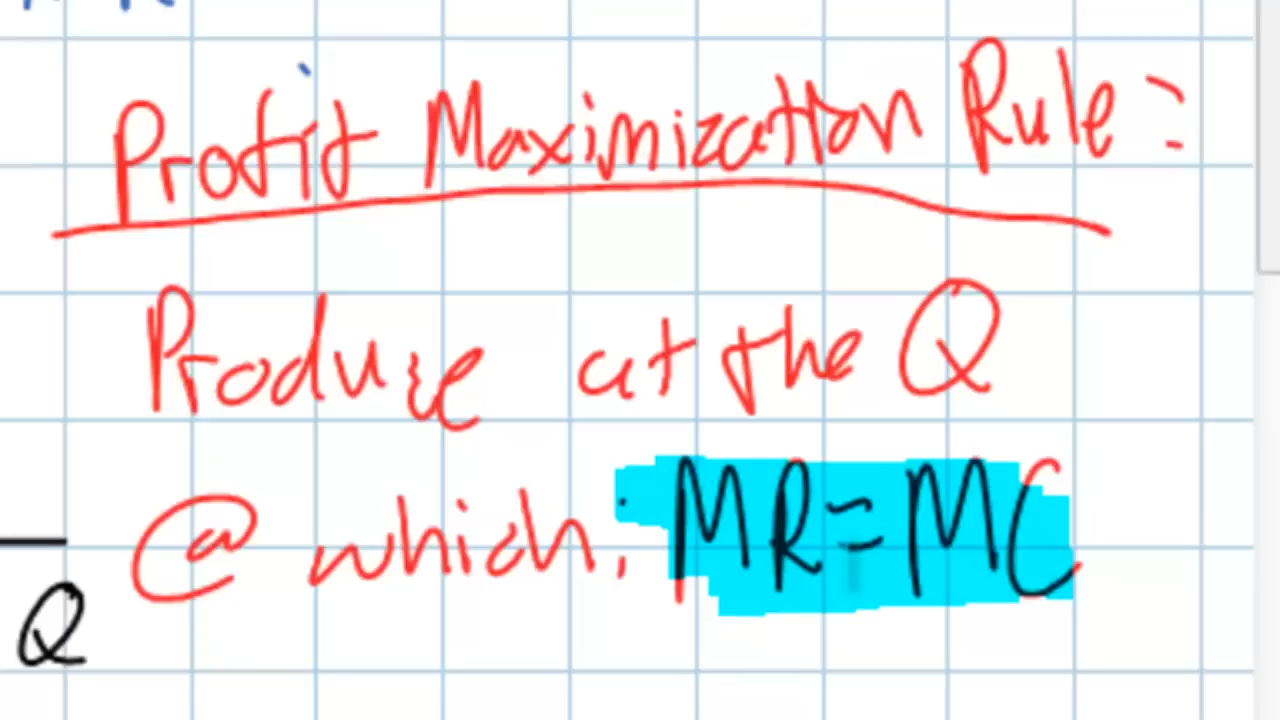 Profit Maximization Rule:
Produce at the Q
@ which, MR=MC
Q